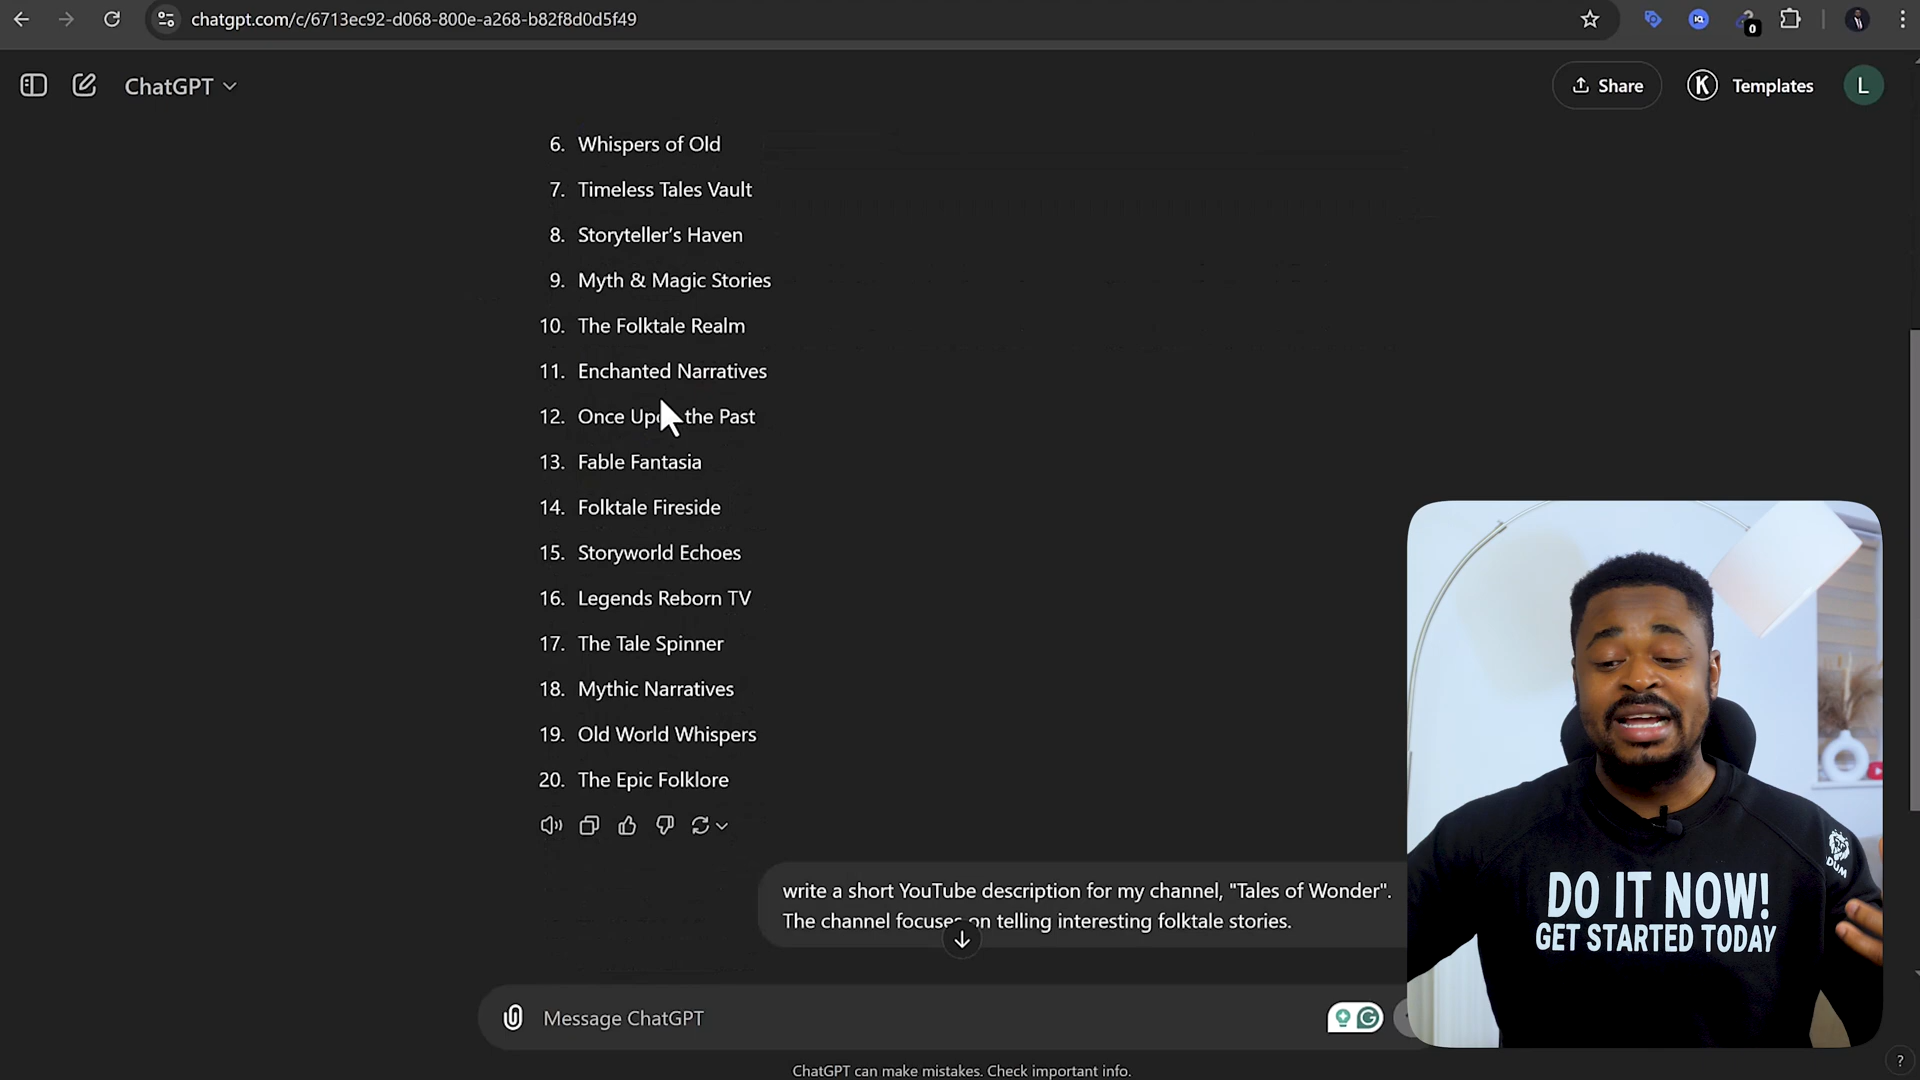 chatgpt.com/c/6713ec92-d068-800e-a268-b82f8d0d5f49
0
ChatGPT
Share
K
Templates
L
6. Whispers of Old
7. Timeless Tales Vault
8. Storyteller’s Haven
9. Myth & Magic Stories
10. The Folktale Realm
11. Enchanted Narratives
12. Once Upon the Past
13. Fable Fantasia
14. Folktale Fireside
15. Storyworld Echoes
16. Legends Reborn TV
17. The Tale Spinner
18. Mythic Narratives
19. Old World Whispers
20. The Epic Folklore
write a short YouTube description for my channel, "Tales of Wonder".
The channel focuses on telling interesting folktale stories.
DO IT NOW!
GET STARTED TODAY
Message ChatGPT
ChatGPT can make mistakes. Check important info.
?